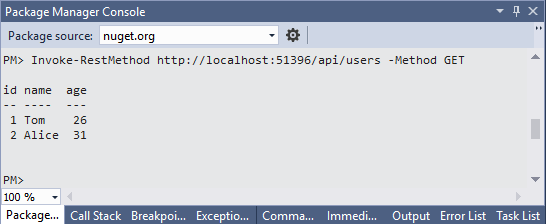 Package Manager Console
Package source: nuget.org
PM> Invoke-RestMethod http://localhost:51396/api/users -Method GET
id name age
-- ---- ---
1 Tom 26
2 Alice 31
PM>
100 %
Package... Call Stack Breakpoi... Exceptio... Comma... Immedi... Output Error List Task List